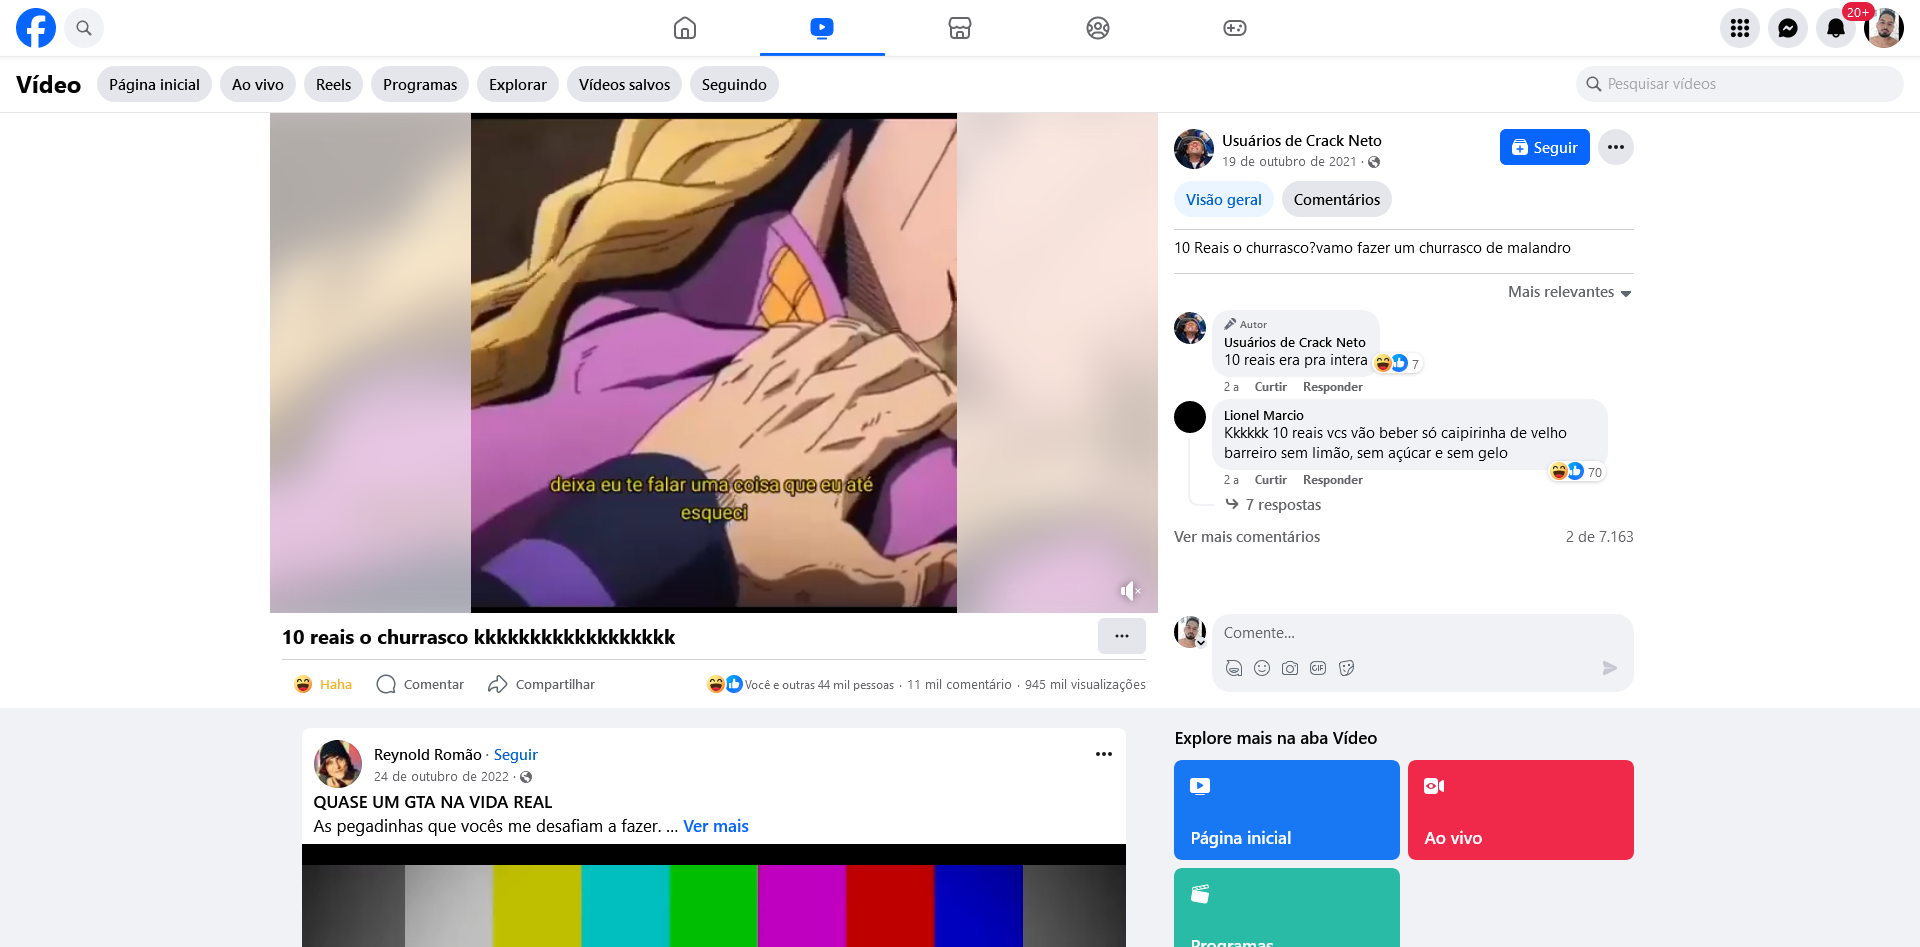 20+
Vídeo
Página inicial
Ao vivo
Reels
Programas
Explorar
Vídeos salvos
Seguindo
Pesquisar vídeos
deixa eu te falar uma coisa que eu até
esqueci
10 reais o churrasco kkkkkkkkkkkkkkkkkk
Haha
Comentar
Compartilhar
Você e outras 44 mil pessoas · 11 mil comentário · 945 mil visualizações
Usuários de Crack Neto
19 de outubro de 2021 ·
Seguir
Visão geral
Comentários
10 Reais o churrasco?vamo fazer um churrasco de malandro
Mais relevantes
Autor
Usuários de Crack Neto
10 reais era pra intera
7
2 a Curtir Responder
Lionel Marcio
Kkkkkk 10 reais vcs vão beber só caipirinha de velho
barreiro sem limão, sem açúcar e sem gelo
70
2 a Curtir Responder
7 respostas
Ver mais comentários
2 de 7.163
Comente...
GIF
Reynold Romão · Seguir
24 de outubro de 2022 ·
QUASE UM GTA NA VIDA REAL
As pegadinhas que vocês me desafiam a fazer. ... Ver mais
Explore mais na aba Vídeo
Página inicial
Ao vivo
Programas